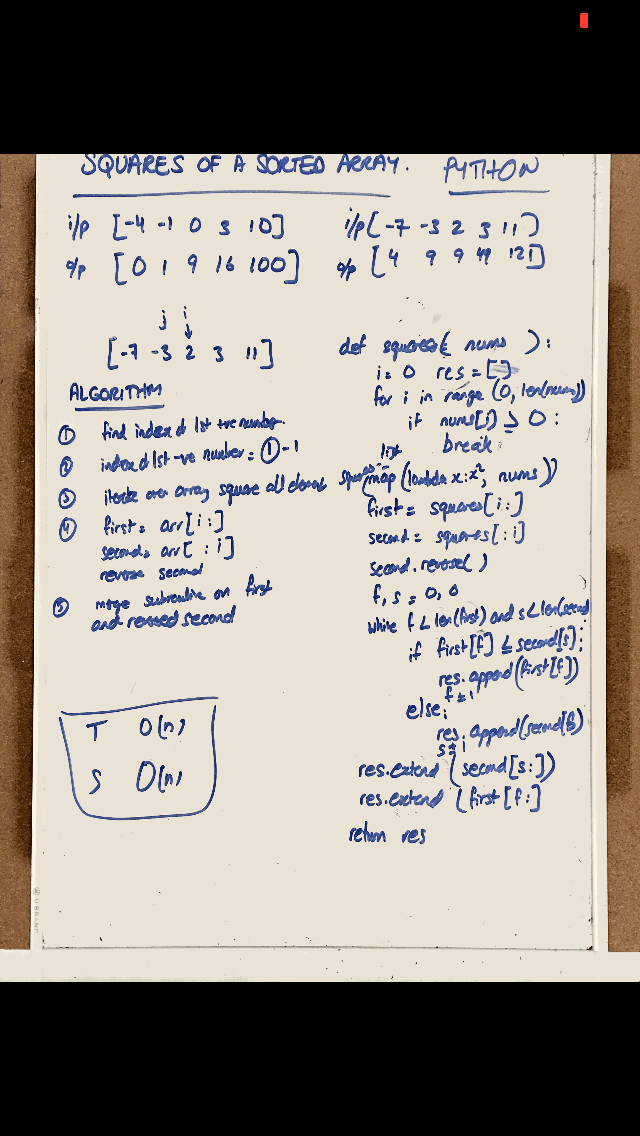 SQUARES OF A SORTED ARRAY.
PYTHON
i/p [-4 -1 0 3 10]
o/p [0 1 9 16 100]
i/p [-7 -3 2 3 11]
o/p [4 9 9 49 121]
j i
[-7 -3 2 3 11]
ALGORITHM
① find index of 1st +ve number.
② index of 1st -ve number = ① - 1
③ iterate over array square all elements
④ first = arr[i:]
second = arr[ : i]
reverse second
⑤ merge subroutine on first
and reversed second
T O(n)
S O(n)
def squares( nums ):
i = 0 res = []
for i in range (0, len(nums))
if nums[i] ≥ 0 :
break
list
squares = map (lambda x: x², nums))
first = squares[i:]
second = squares[ : i]
second.reverse( )
f, s = 0, 0
while f < len(first) and s < len(second
if first[f] ≤ second[s]:
res.append(first[f])
f += 1
else:
res.append(second[s])
s += 1
res.extend (second[s:])
res.extend (first[f:]
return res